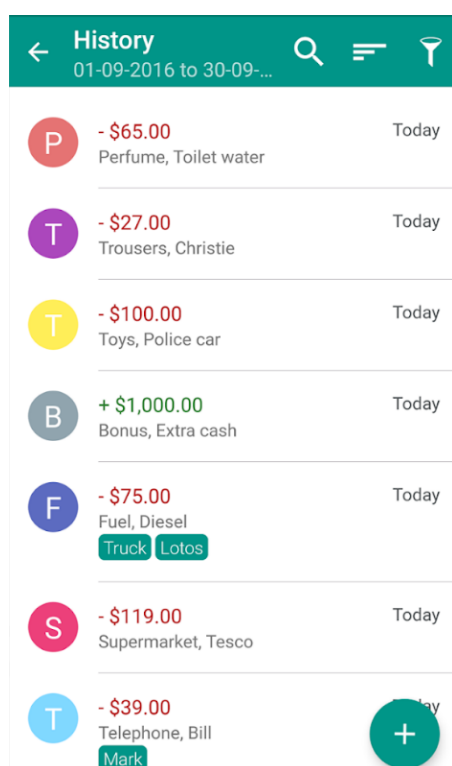 History
01-09-2016 to 30-09-...
P
- $65.00
Today
Perfume, Toilet water
T
- $27.00
Today
Trousers, Christie
T
- $100.00
Today
Toys, Police car
B
+ $1,000.00
Today
Bonus, Extra cash
F
- $75.00
Today
Fuel, Diesel
Truck Lotos
S
- $119.00
Today
Supermarket, Tesco
T
- $39.00
Telephone, Bill
+
Mark